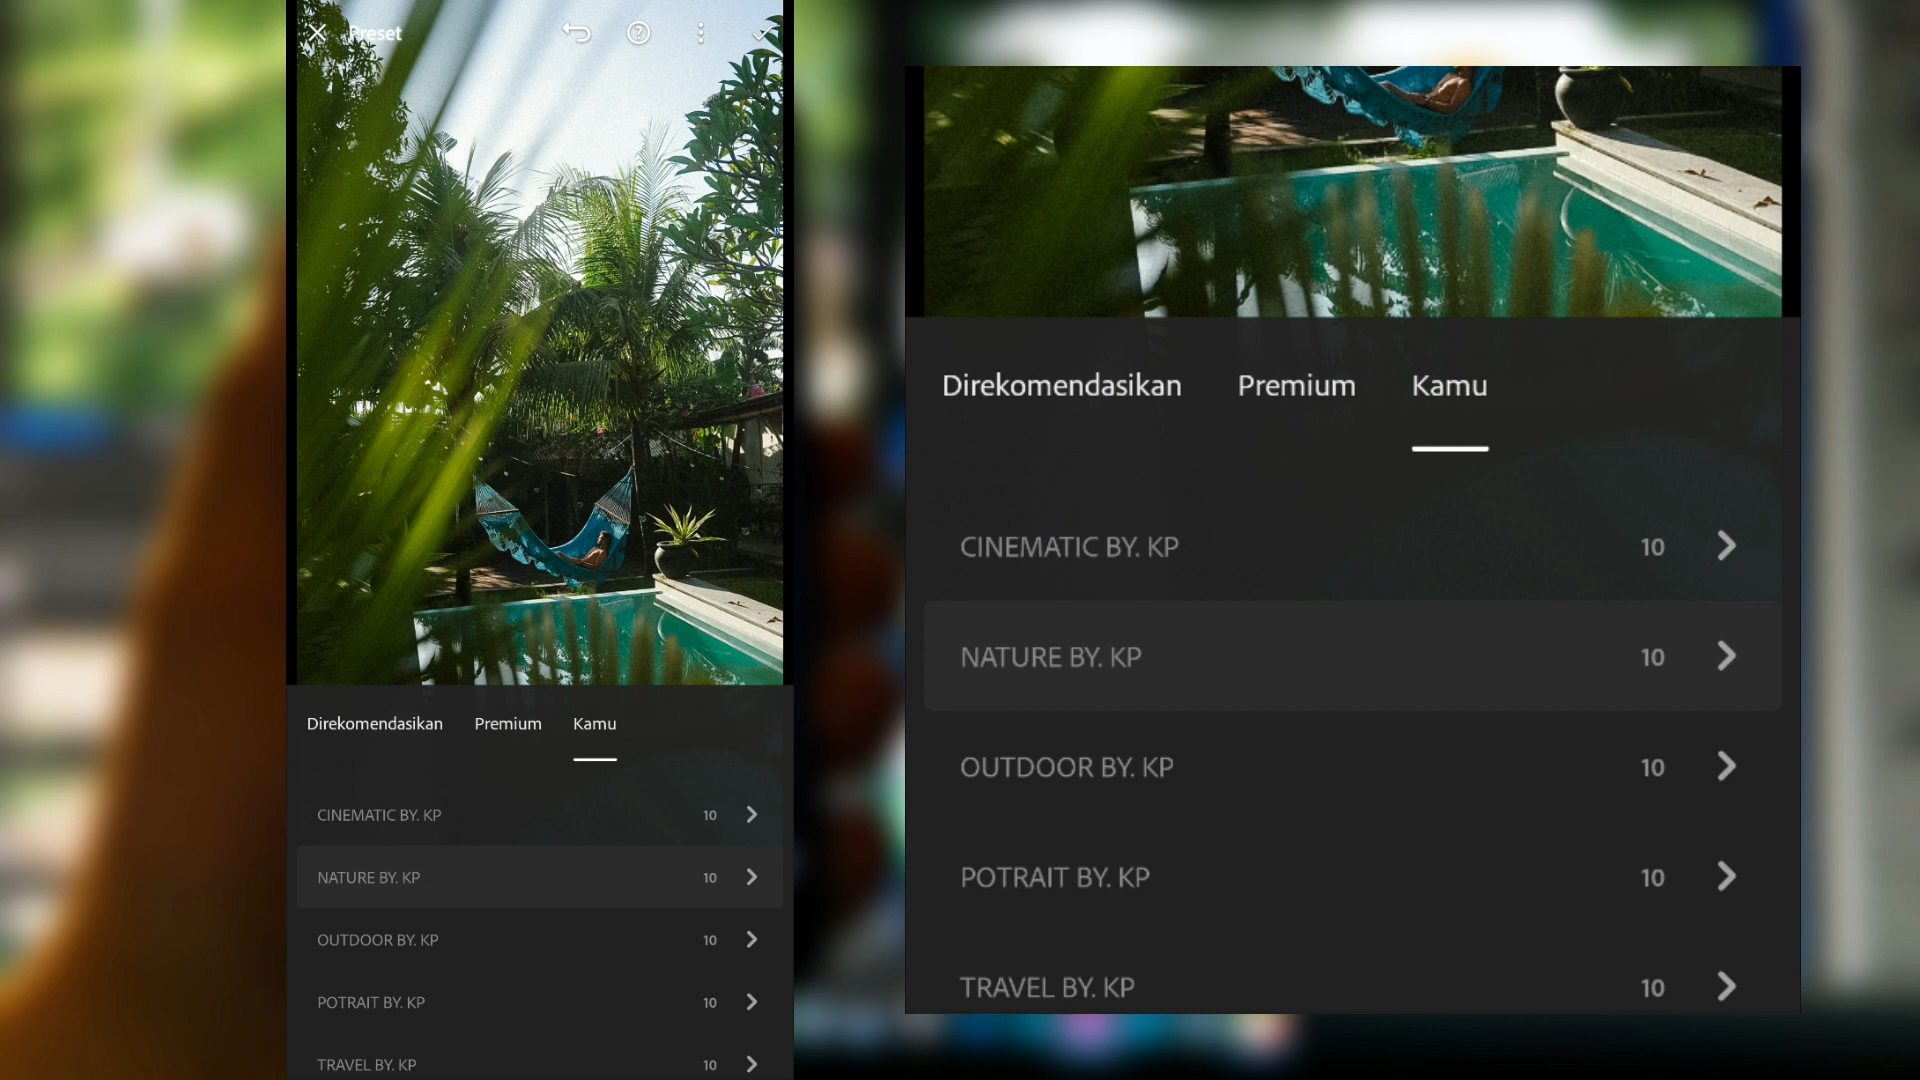 Preset
Direkomendasikan Premium Kamu
CINEMATIC BY. KP 10
NATURE BY. KP 10
OUTDOOR BY. KP 10
POTRAIT BY. KP 10
TRAVEL BY. KP 10
Direkomendasikan Premium Kamu
CINEMATIC BY. KP 10
NATURE BY. KP 10
OUTDOOR BY. KP 10
POTRAIT BY. KP 10
TRAVEL BY. KP 10